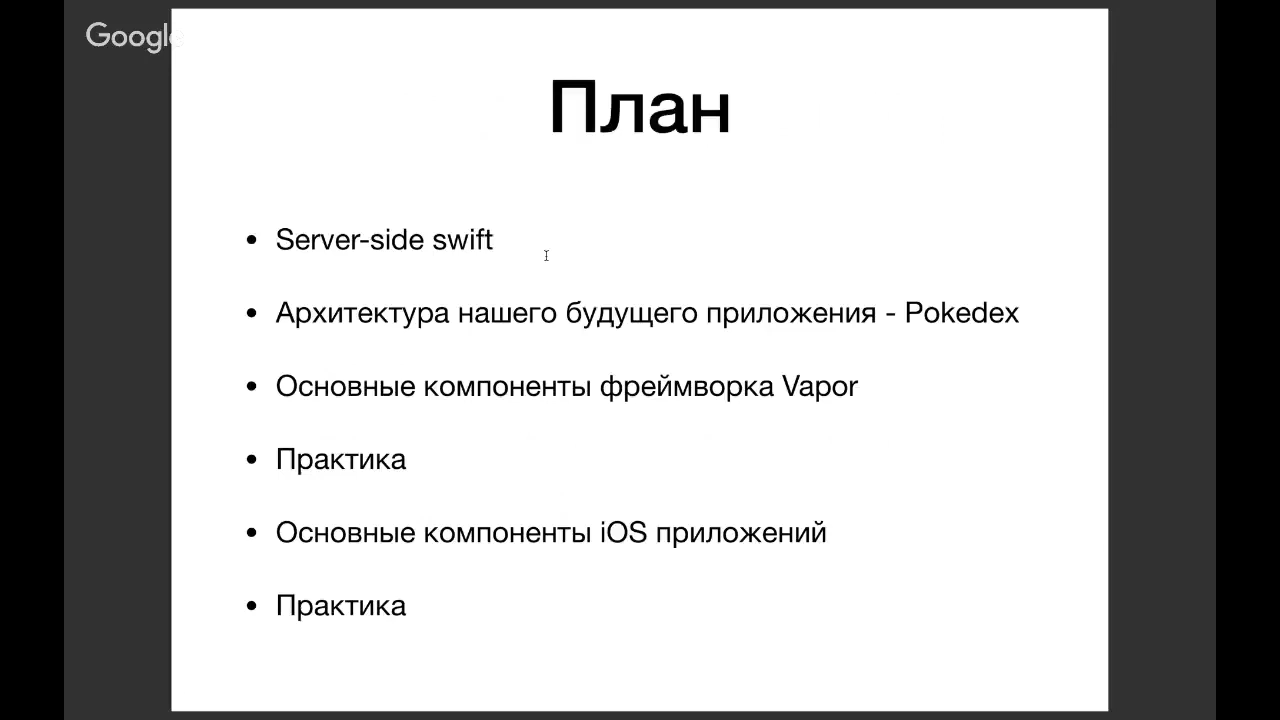 Google
План
• Server-side swift
• Архитектура нашего будущего приложения - Pokedex
• Основные компоненты фреймворка Vapor
• Практика
• Основные компоненты iOS приложений
• Практика